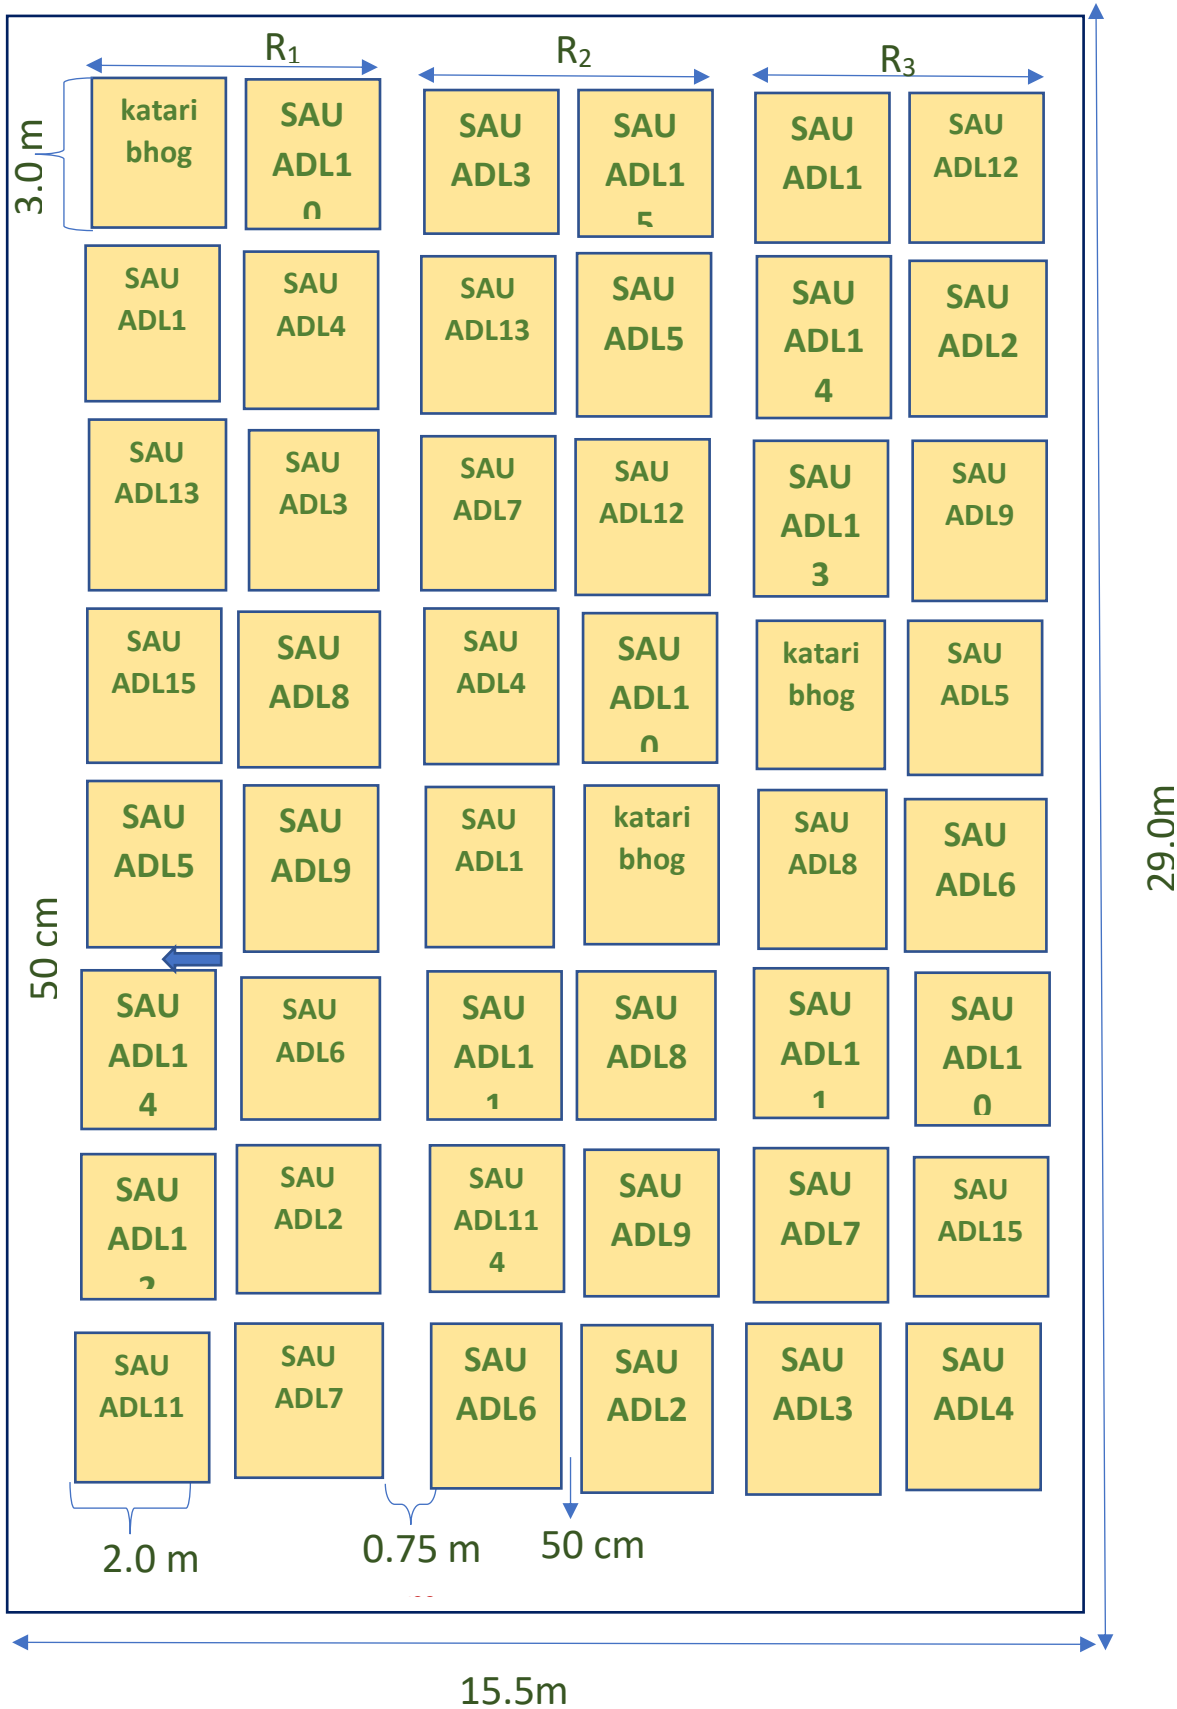 R1
R2
R3
3.0 m
katari
bhog
SAU
ADL1
0
SAU
ADL3
SAU
ADL1
5
SAU
ADL1
SAU
ADL12
SAU
ADL1
SAU
ADL4
SAU
ADL13
SAU
ADL5
SAU
ADL1
4
SAU
ADL2
SAU
ADL13
SAU
ADL3
SAU
ADL7
SAU
ADL12
SAU
ADL1
3
SAU
ADL9
SAU
ADL15
SAU
ADL8
SAU
ADL4
SAU
ADL1
0
katari
bhog
SAU
ADL5
SAU
ADL5
SAU
ADL9
SAU
ADL1
katari
bhog
SAU
ADL8
SAU
ADL6
29.0m
50 cm
SAU
ADL1
4
SAU
ADL6
SAU
ADL1
1
SAU
ADL8
SAU
ADL1
1
SAU
ADL1
0
SAU
ADL1
2
SAU
ADL2
SAU
ADL11
4
SAU
ADL9
SAU
ADL7
SAU
ADL15
SAU
ADL11
SAU
ADL7
SAU
ADL6
SAU
ADL2
SAU
ADL3
SAU
ADL4
2.0 m
0.75 m
50 cm
15.5m